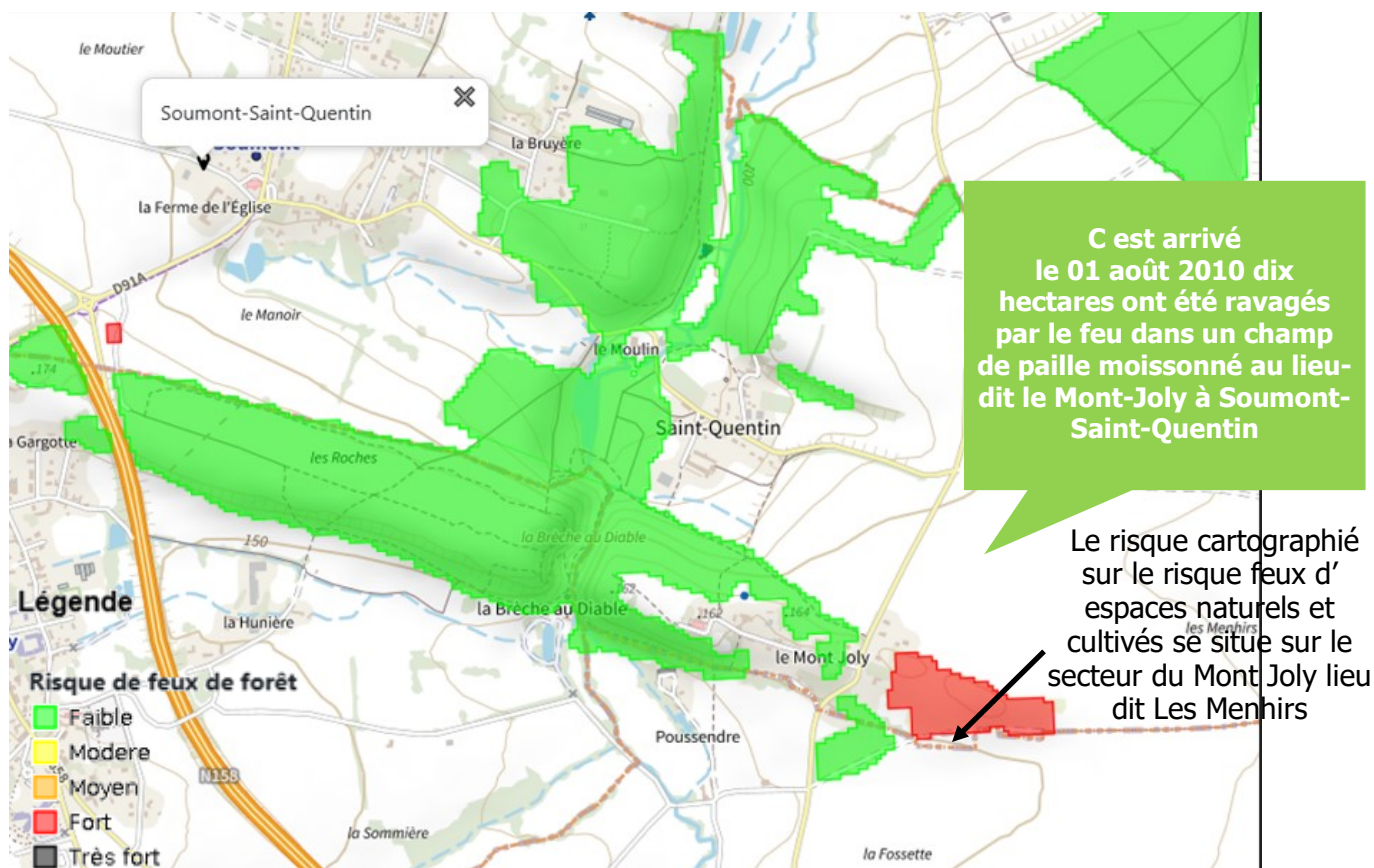 le Moutier
Soumont-Saint-Quentin
Soumont
la Bruyère
la Ferme de l'Église
100
D91A
le Manoir
C est arrivé
le 01 août 2010 dix
hectares ont été ravagés
par le feu dans un champ
de paille moissonné au lieu-
dit le Mont-Joly à Soumont-
Saint-Quentin
le Moulin
.174
Saint-Quentin
Gargotte
les Roches
150
la Brèche au Diable
Le risque cartographié
sur le risque feux d’
espaces naturels et
cultivés se situe sur le
secteur du Mont Joly lieu
dit Les Menhirs
les Menhirs
.162
la Brèche au Diable
.162
.164
la Hunière
le Mont Joly
Poussendre
N158
la Sommière
la Fossette
Légende
Risque de feux de forêt
Faible
Modere
Moyen
Fort
Très fort